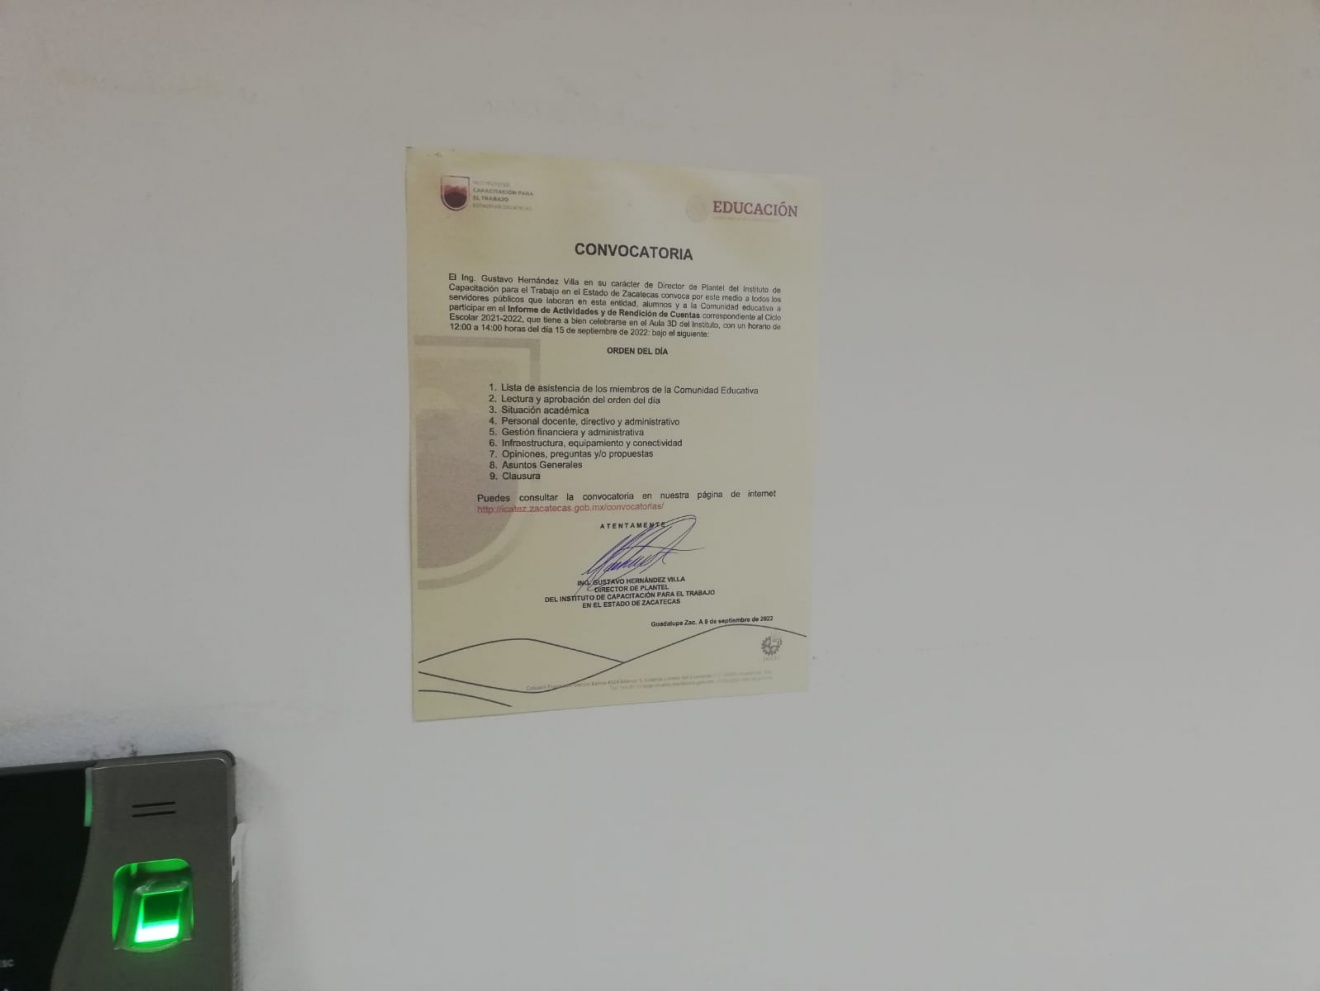 CAPACITACIÓN PARA
EL TRABAJO
EDUCACIÓN
CONVOCATORIA
El Ing. Gustavo Hernández Villa en su carácter de Director de Plantel del Instituto de
Capacitación para el Trabajo en el Estado de Zacatecas convoca por este medio a todos los
servidores públicos que laboran en esta entidad, alumnos y a la Comunidad educativa a
participar en el Informe de Actividades y de Rendición de Cuentas correspondiente al Ciclo
Escolar 2021-2022, que tiene a bien celebrarse en el Aula 3D del Instituto, con un horario de
12:00 a 14:00 horas del día 15 de septiembre de 2022: bajo el siguiente:
ORDEN DEL DÍA
1. Lista de asistencia de los miembros de la Comunidad Educativa
2. Lectura y aprobación del orden del día
3. Situación académica
4. Personal docente, directivo y administrativo
5. Gestión financiera y administrativa
6. Infraestructura, equipamiento y conectividad
7. Opiniones, preguntas y/o propuestas
8. Asuntos Generales
9. Clausura
Puedes consultar la convocatoria en nuestra página de internet
http://icatez.zacatecas.gob.mx/convocatorias/
ATENTAMENTE
ING. GUSTAVO HERNÁNDEZ VILLA
DIRECTOR DE PLANTEL
DEL INSTITUTO DE CAPACITACIÓN PARA EL TRABAJO
EN EL ESTADO DE ZACATECAS
Guadalupe Zac. A 9 de septiembre de 2022